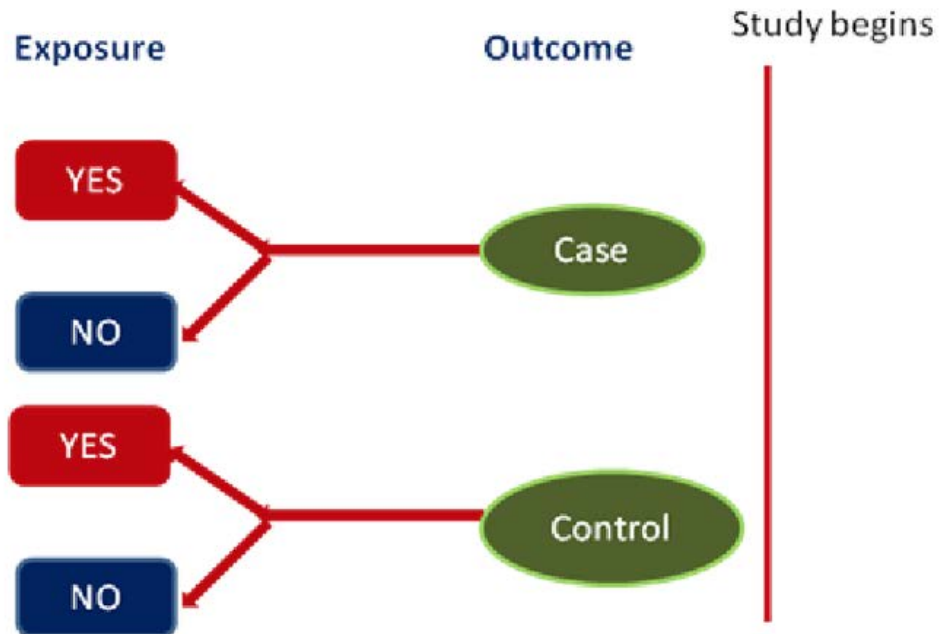 Exposure
Outcome
Study begins
YES
Case
NO
YES
Control
NO